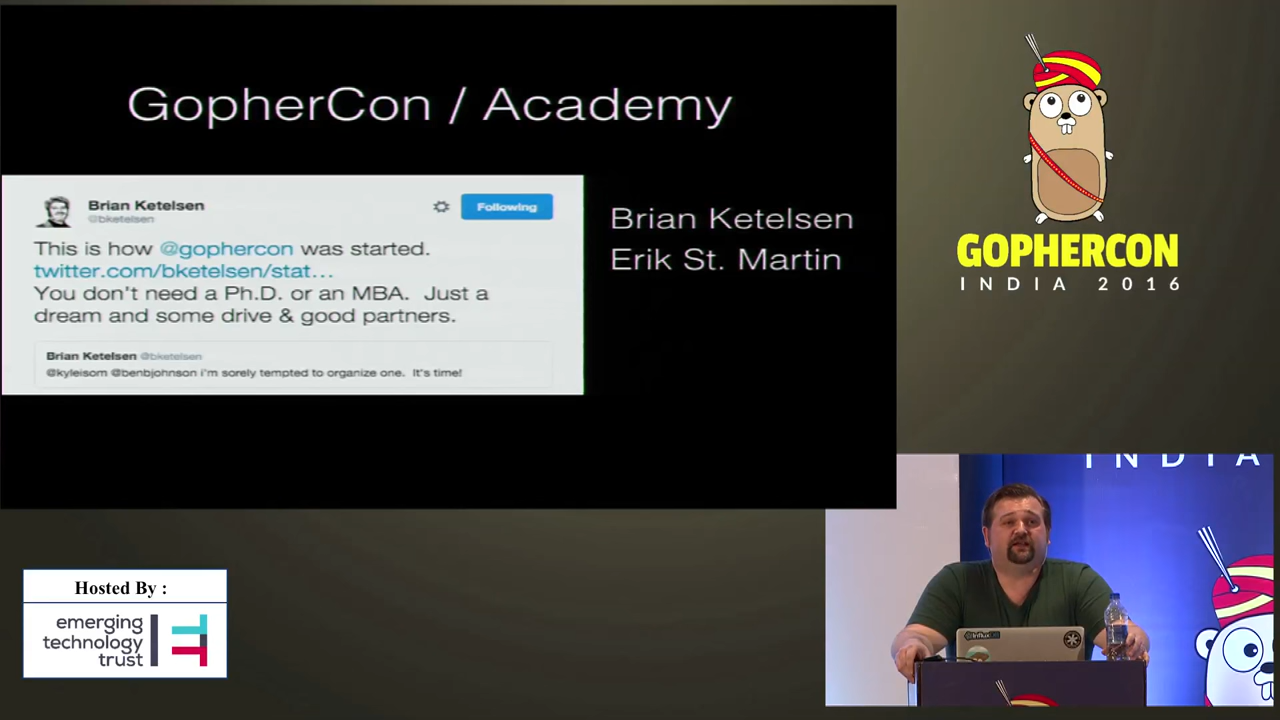 GopherCon / Academy
Brian Ketelsen
@bketelsen
Following
This is how @gophercon was started.
twitter.com/bketelsen/stat...
You don't need a Ph.D. or an MBA. Just a
dream and some drive & good partners.
Brian Ketelsen @bketelsen
@kyleisom @benbjohnson i'm sorely tempted to organize one. It's time!
Brian Ketelsen
Erik St. Martin
GOPHERCON
INDIA 2016
INDIA
Hosted By :
emerging
technology
trust
influxDB